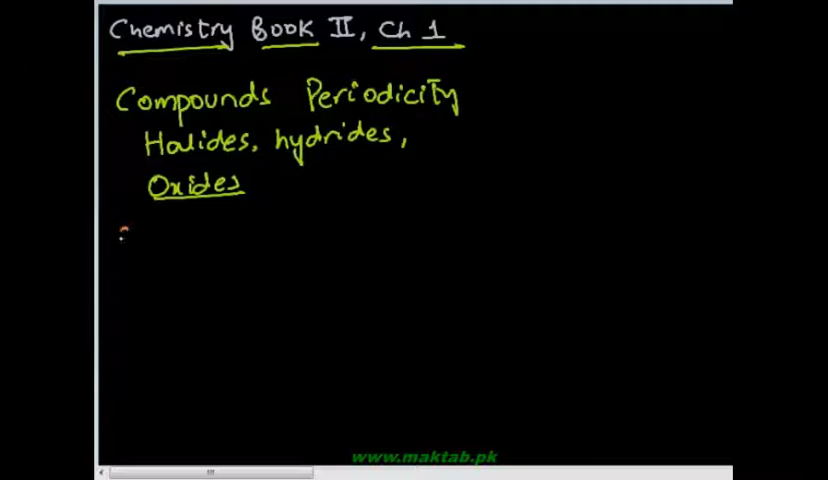 Chemistry Book II, Ch 1
Compounds Periodicity
Halides, hydrides,
Oxides
www.maktab.pk